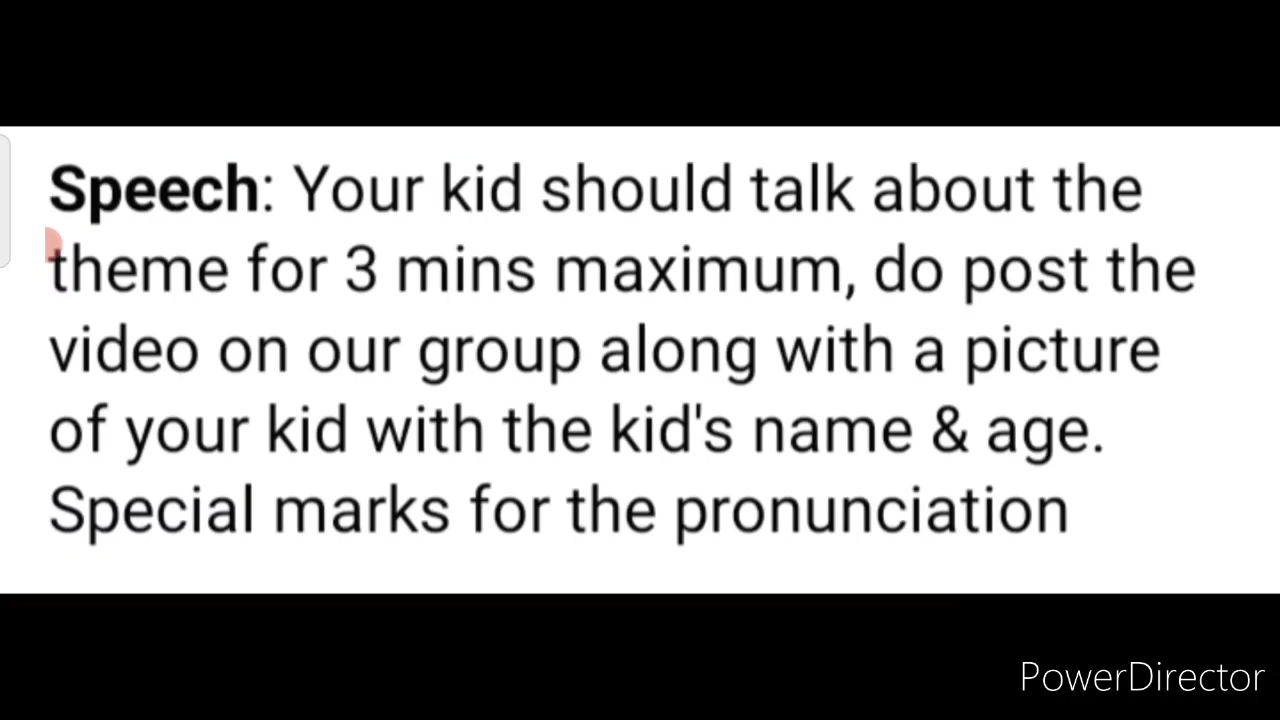 Speech: Your kid should talk about the
theme for 3 mins maximum, do post the
video on our group along with a picture
of your kid with the kid's name & age.
Special marks for the pronunciation
PowerDirector